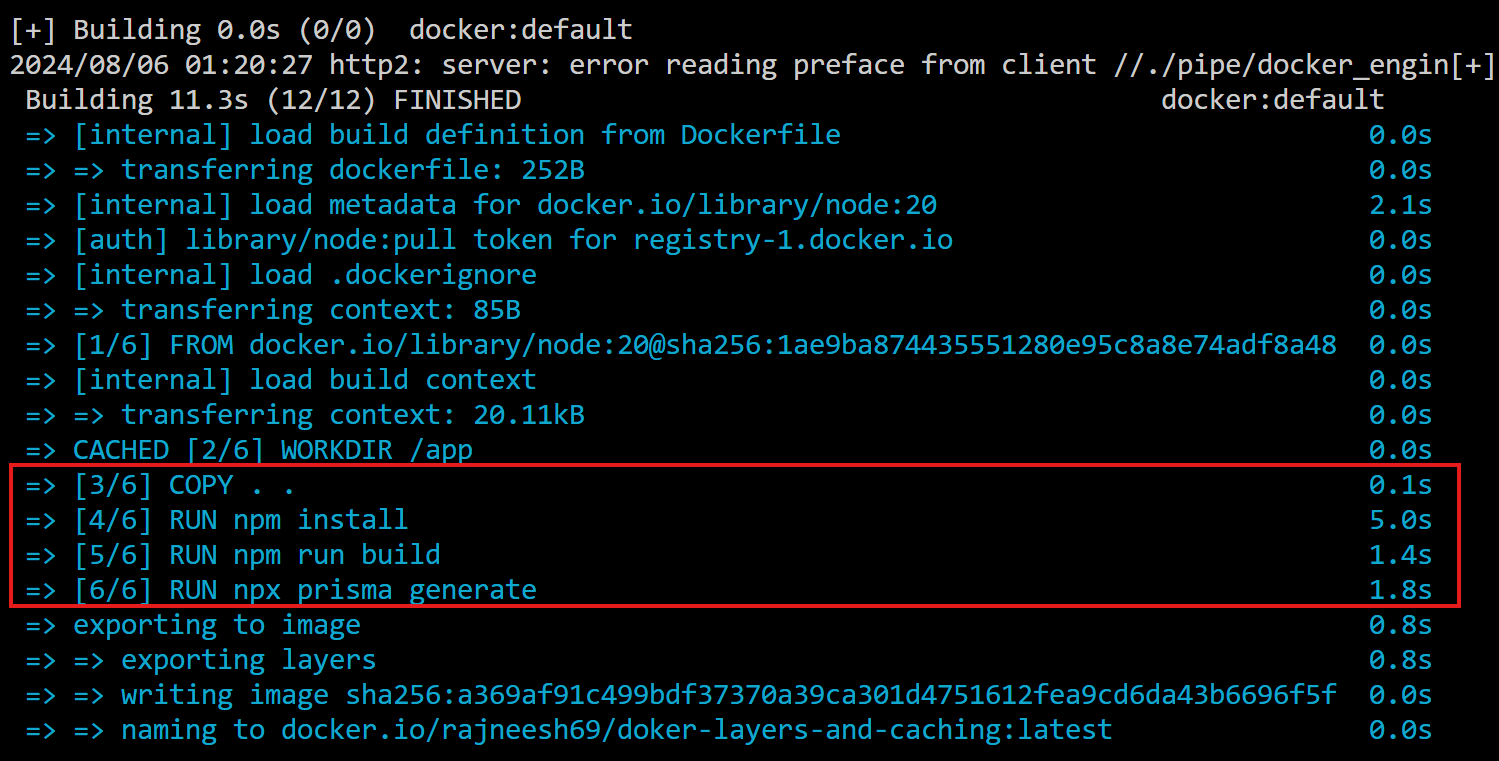 [+] Building 0.0s (0/0)  docker:default
2024/08/06 01:20:27 http2: server: error reading preface from client //./pipe/docker_engin[+]
Building 11.3s (12/12) FINISHED docker:default
=> [internal] load build definition from Dockerfile 0.0s
=> => transferring dockerfile: 252B 0.0s
=> [internal] load metadata for docker.io/library/node:20 2.1s
=> [auth] library/node:pull token for registry-1.docker.io 0.0s
=> [internal] load .dockerignore 0.0s
=> => transferring context: 85B 0.0s
=> [1/6] FROM docker.io/library/node:20@sha256:1ae9ba874435551280e95c8a8e74adf8a48 0.0s
=> [internal] load build context 0.0s
=> => transferring context: 20.11kB 0.0s
=> CACHED [2/6] WORKDIR /app 0.0s
=> [3/6] COPY . . 0.1s
=> [4/6] RUN npm install 5.0s
=> [5/6] RUN npm run build 1.4s
=> [6/6] RUN npx prisma generate 1.8s
=> exporting to image 0.8s
=> => exporting layers 0.8s
=> => writing image sha256:a369af91c499bdf37370a39ca301d4751612fea9cd6da43b6696f5f 0.0s
=> => naming to docker.io/rajneesh69/doker-layers-and-caching:latest 0.0s